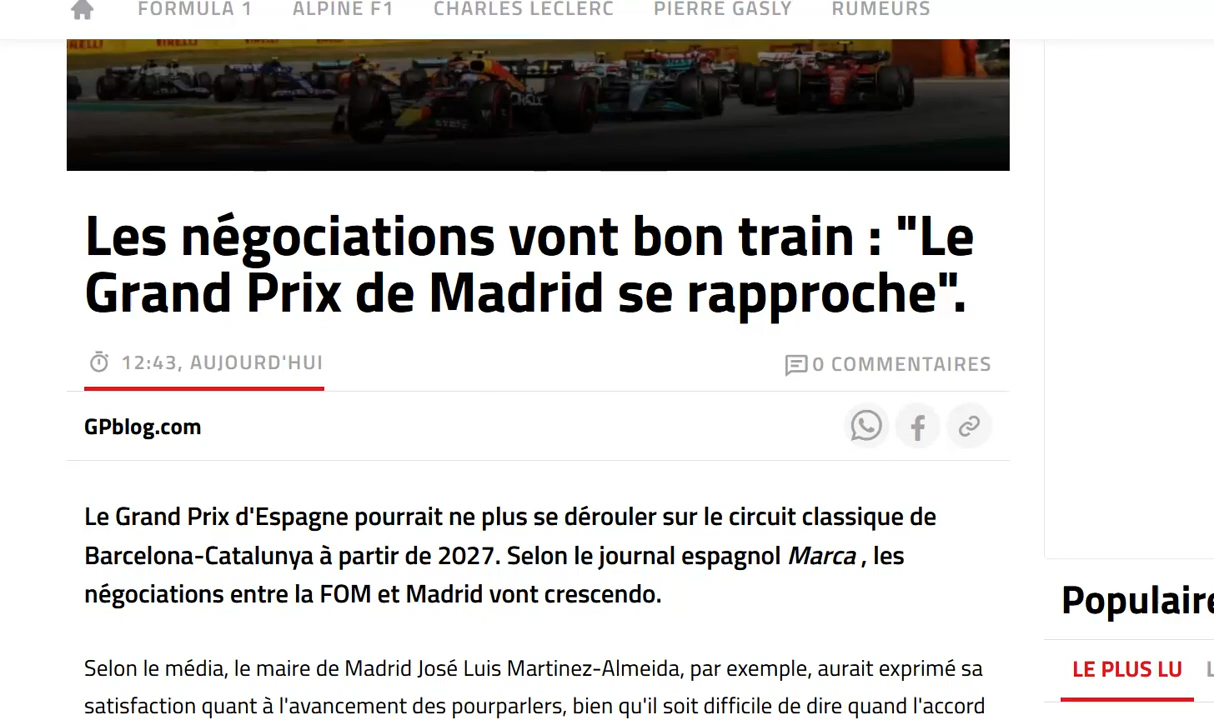 FORMULA 1 ALPINE F1 CHARLES LECLERC PIERRE GASLY RUMEURS
PIRELLI
Les négociations vont bon train : "Le
Grand Prix de Madrid se rapproche".
12:43, AUJOURD'HUI
0 COMMENTAIRES
GPblog.com
Le Grand Prix d'Espagne pourrait ne plus se dérouler sur le circuit classique de
Barcelona-Catalunya à partir de 2027. Selon le journal espagnol Marca , les
négociations entre la FOM et Madrid vont crescendo.
Selon le média, le maire de Madrid José Luis Martinez-Almeida, par exemple, aurait exprimé sa
satisfaction quant à l'avancement des pourparlers, bien qu'il soit difficile de dire quand l'accord
Populaire
LE PLUS LU